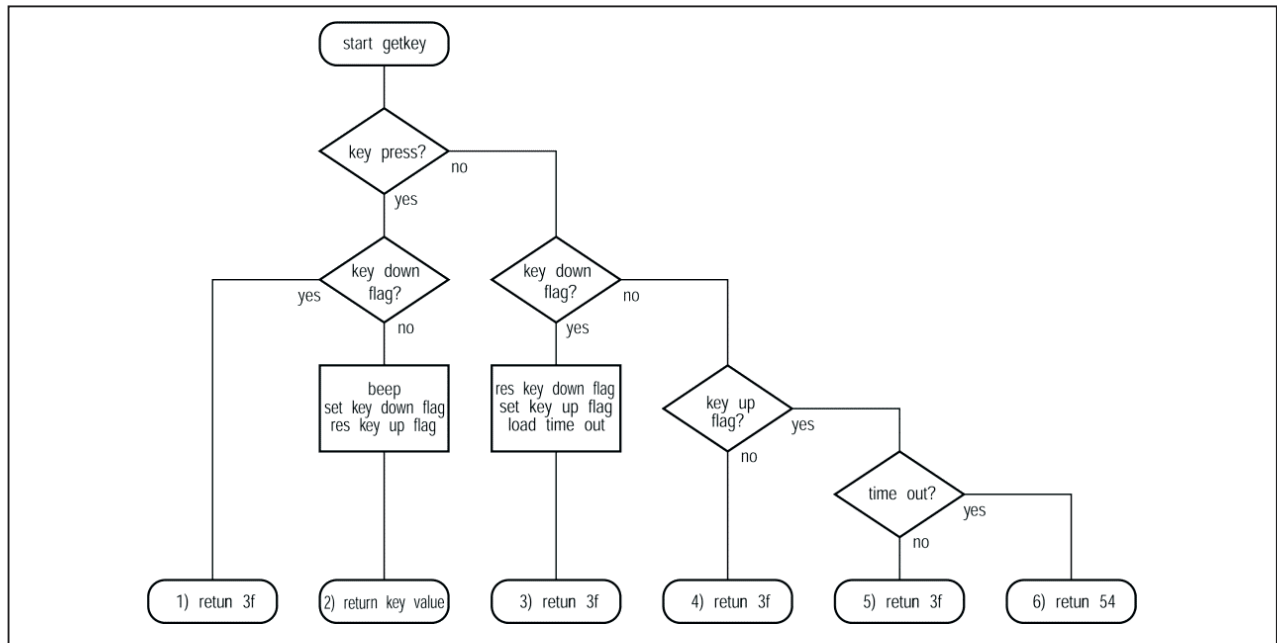 start getkey
key press?
no
yes
key down
flag?
yes
no
key down
flag?
no
yes
beep
set key down flag
res key up flag
res key down flag
set key up flag
load time out
key up
flag?
yes
no
time out?
yes
no
1) retun 3f
2) return key value
3) retun 3f
4) retun 3f
5) retun 3f
6) retun 54